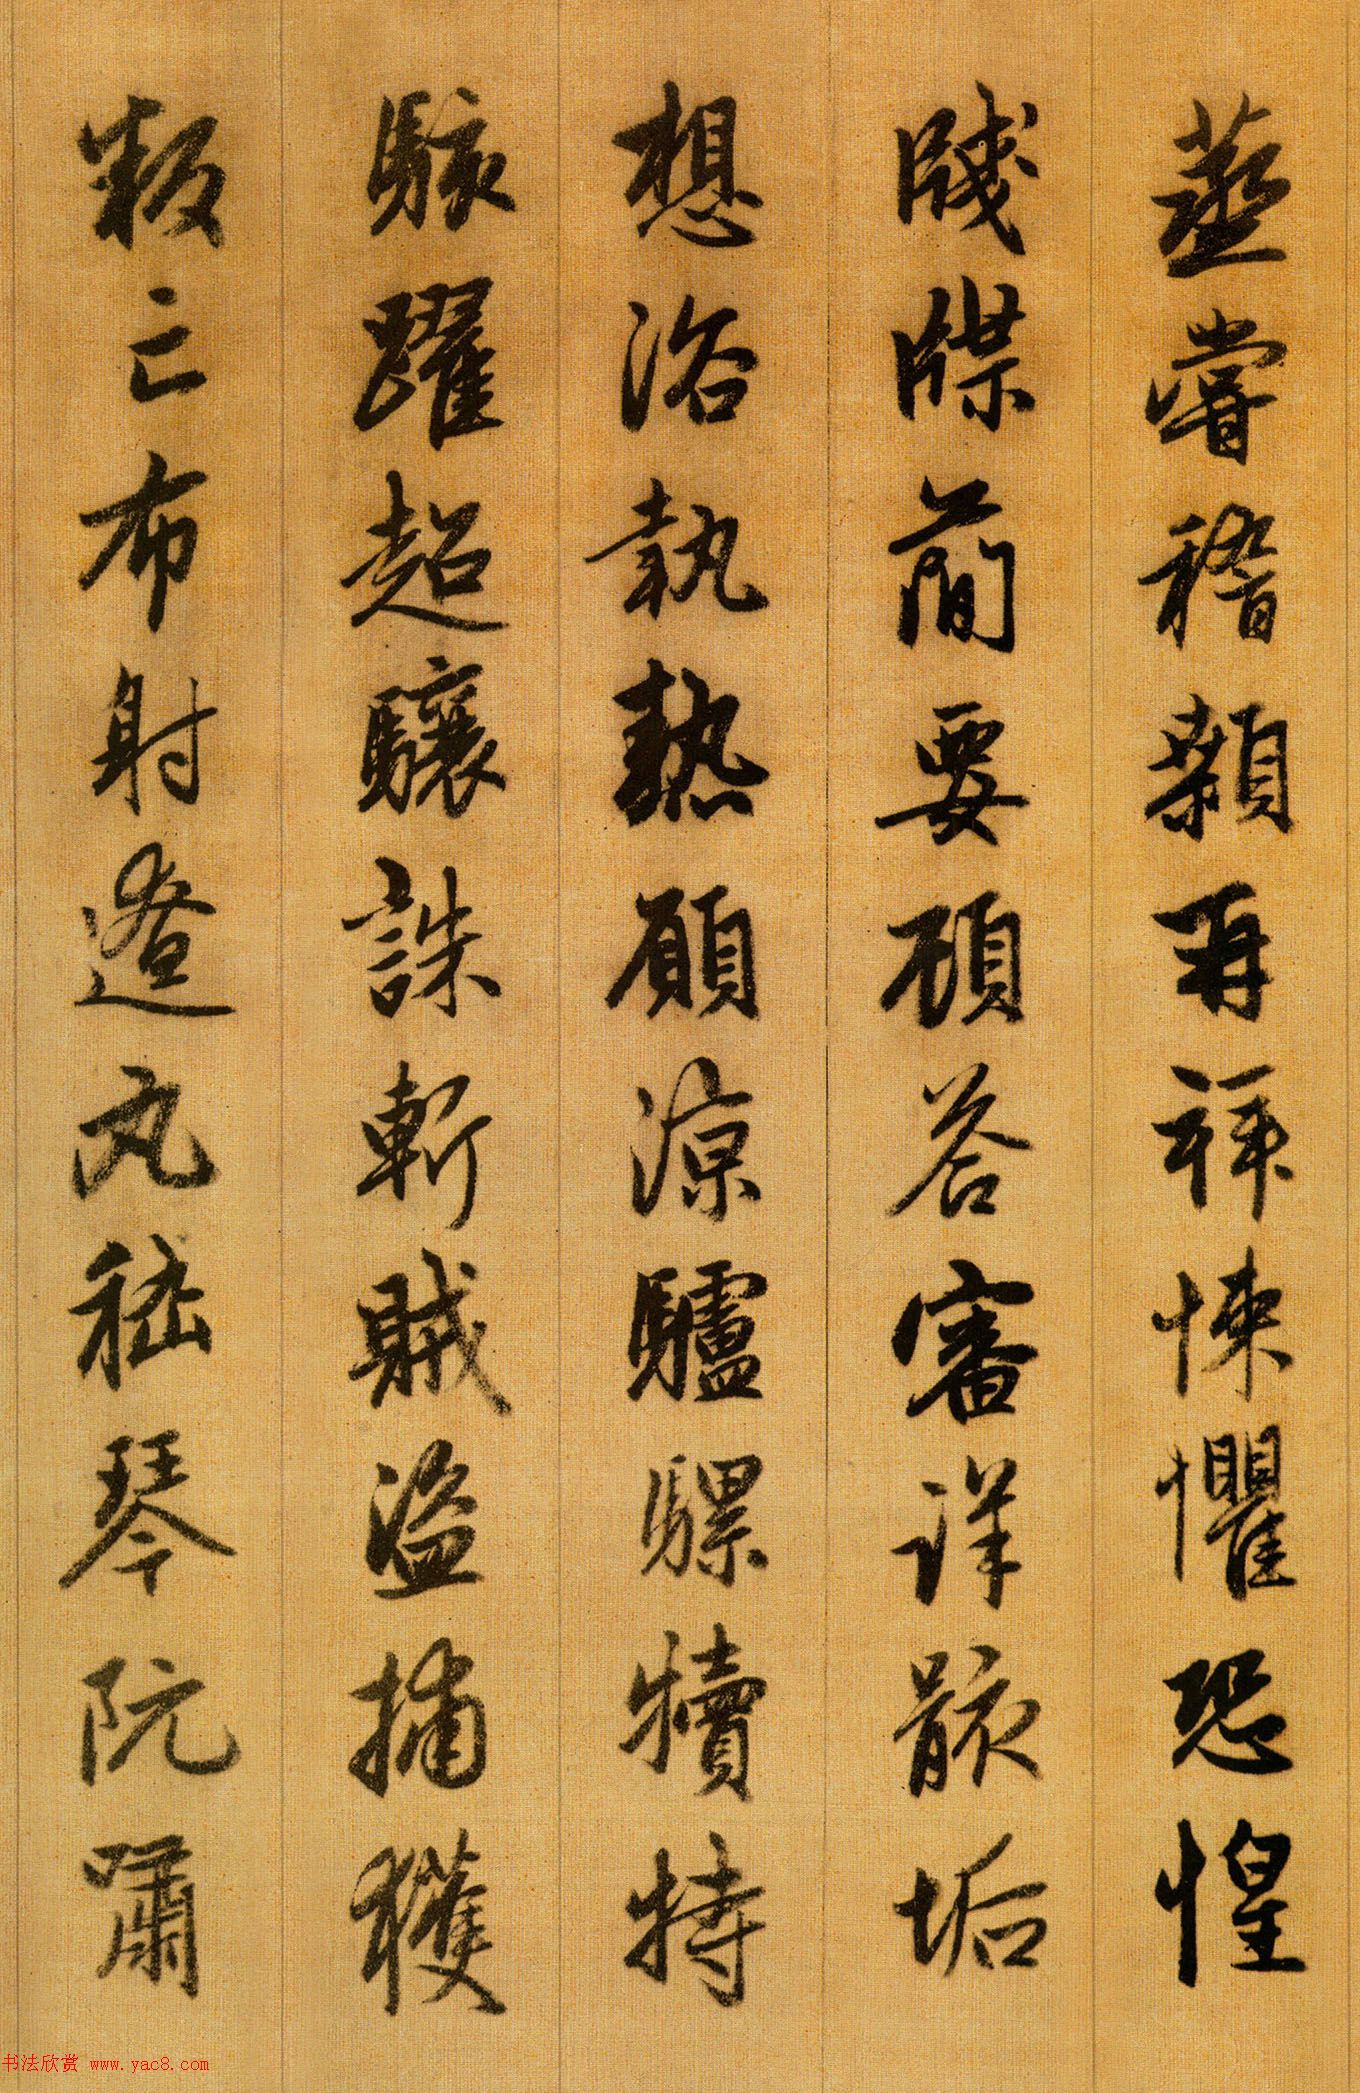 蒸嘗稽顙再拜悚懼恐惶
牋牒簡要顧答審詳骸垢
想浴執熱願涼驢騾犢特
駭躍超驤誅斬賊盜捕獲
叛亡布射遼丸嵇琴阮嘯
书法欣赏 www.yac8.com